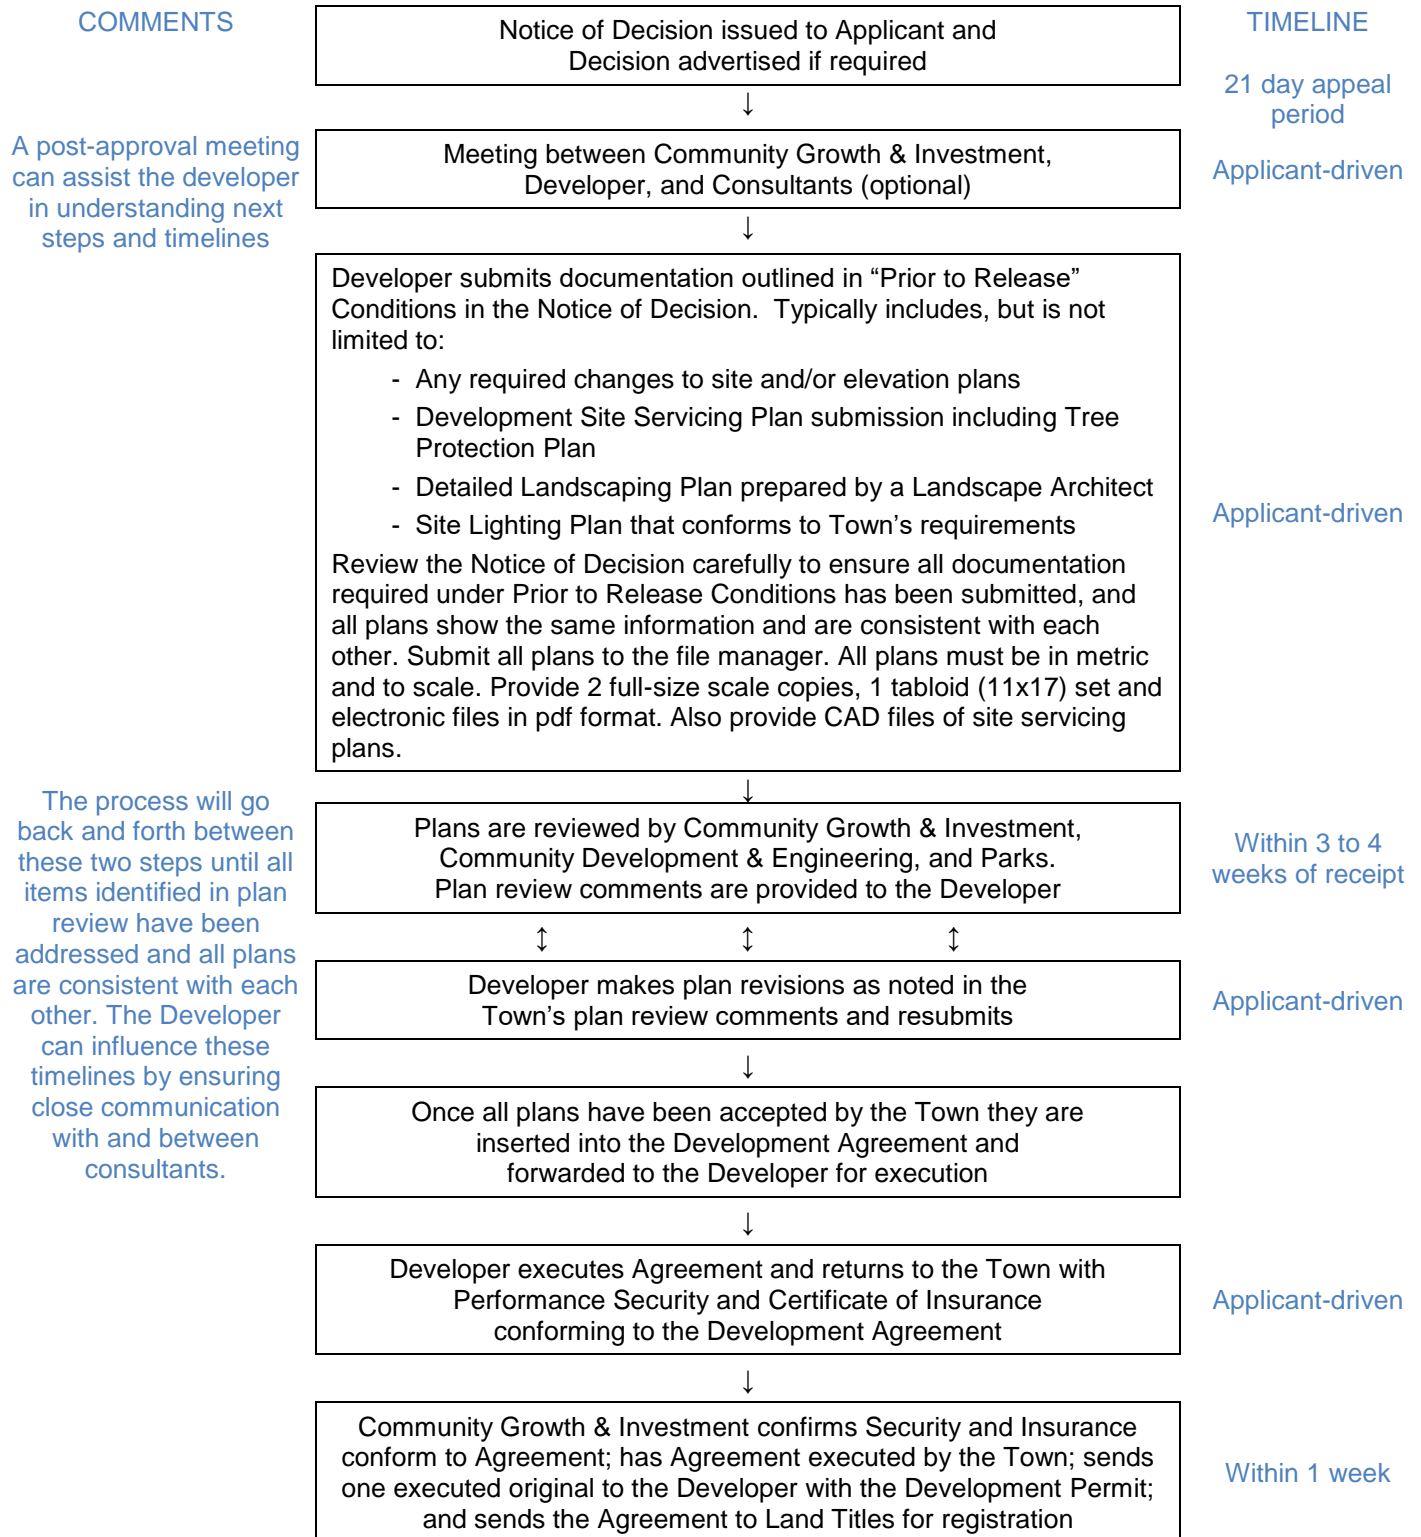 COMMENTS
TIMELINE
Notice of Decision issued to Applicant and
Decision advertised if required
21 day appeal
period
↓
A post-approval meeting
can assist the developer
in understanding next
steps and timelines
Meeting between Community Growth & Investment,
Developer, and Consultants (optional)
Applicant-driven
↓
Developer submits documentation outlined in “Prior to Release”
Conditions in the Notice of Decision.  Typically includes, but is not
limited to:
- Any required changes to site and/or elevation plans
- Development Site Servicing Plan submission including Tree
Protection Plan
- Detailed Landscaping Plan prepared by a Landscape Architect
- Site Lighting Plan that conforms to Town’s requirements
Review the Notice of Decision carefully to ensure all documentation
required under Prior to Release Conditions has been submitted, and
all plans show the same information and are consistent with each
other. Submit all plans to the file manager. All plans must be in metric
and to scale. Provide 2 full-size scale copies, 1 tabloid (11x17) set and
electronic files in pdf format. Also provide CAD files of site servicing
plans.
Applicant-driven
↓
The process will go
back and forth between
these two steps until all
items identified in plan
review have been
addressed and all plans
are consistent with each
other. The Developer
can influence these
timelines by ensuring
close communication
with and between
consultants.
Plans are reviewed by Community Growth & Investment,
Community Development & Engineering, and Parks.
Plan review comments are provided to the Developer
Within 3 to 4
weeks of receipt
↕ ↕ ↕
Developer makes plan revisions as noted in the
Town’s plan review comments and resubmits
Applicant-driven
↓
Once all plans have been accepted by the Town they are
inserted into the Development Agreement and
forwarded to the Developer for execution
↓
Developer executes Agreement and returns to the Town with
Performance Security and Certificate of Insurance
conforming to the Development Agreement
Applicant-driven
↓
Community Growth & Investment confirms Security and Insurance
conform to Agreement; has Agreement executed by the Town; sends
one executed original to the Developer with the Development Permit;
and sends the Agreement to Land Titles for registration
Within 1 week